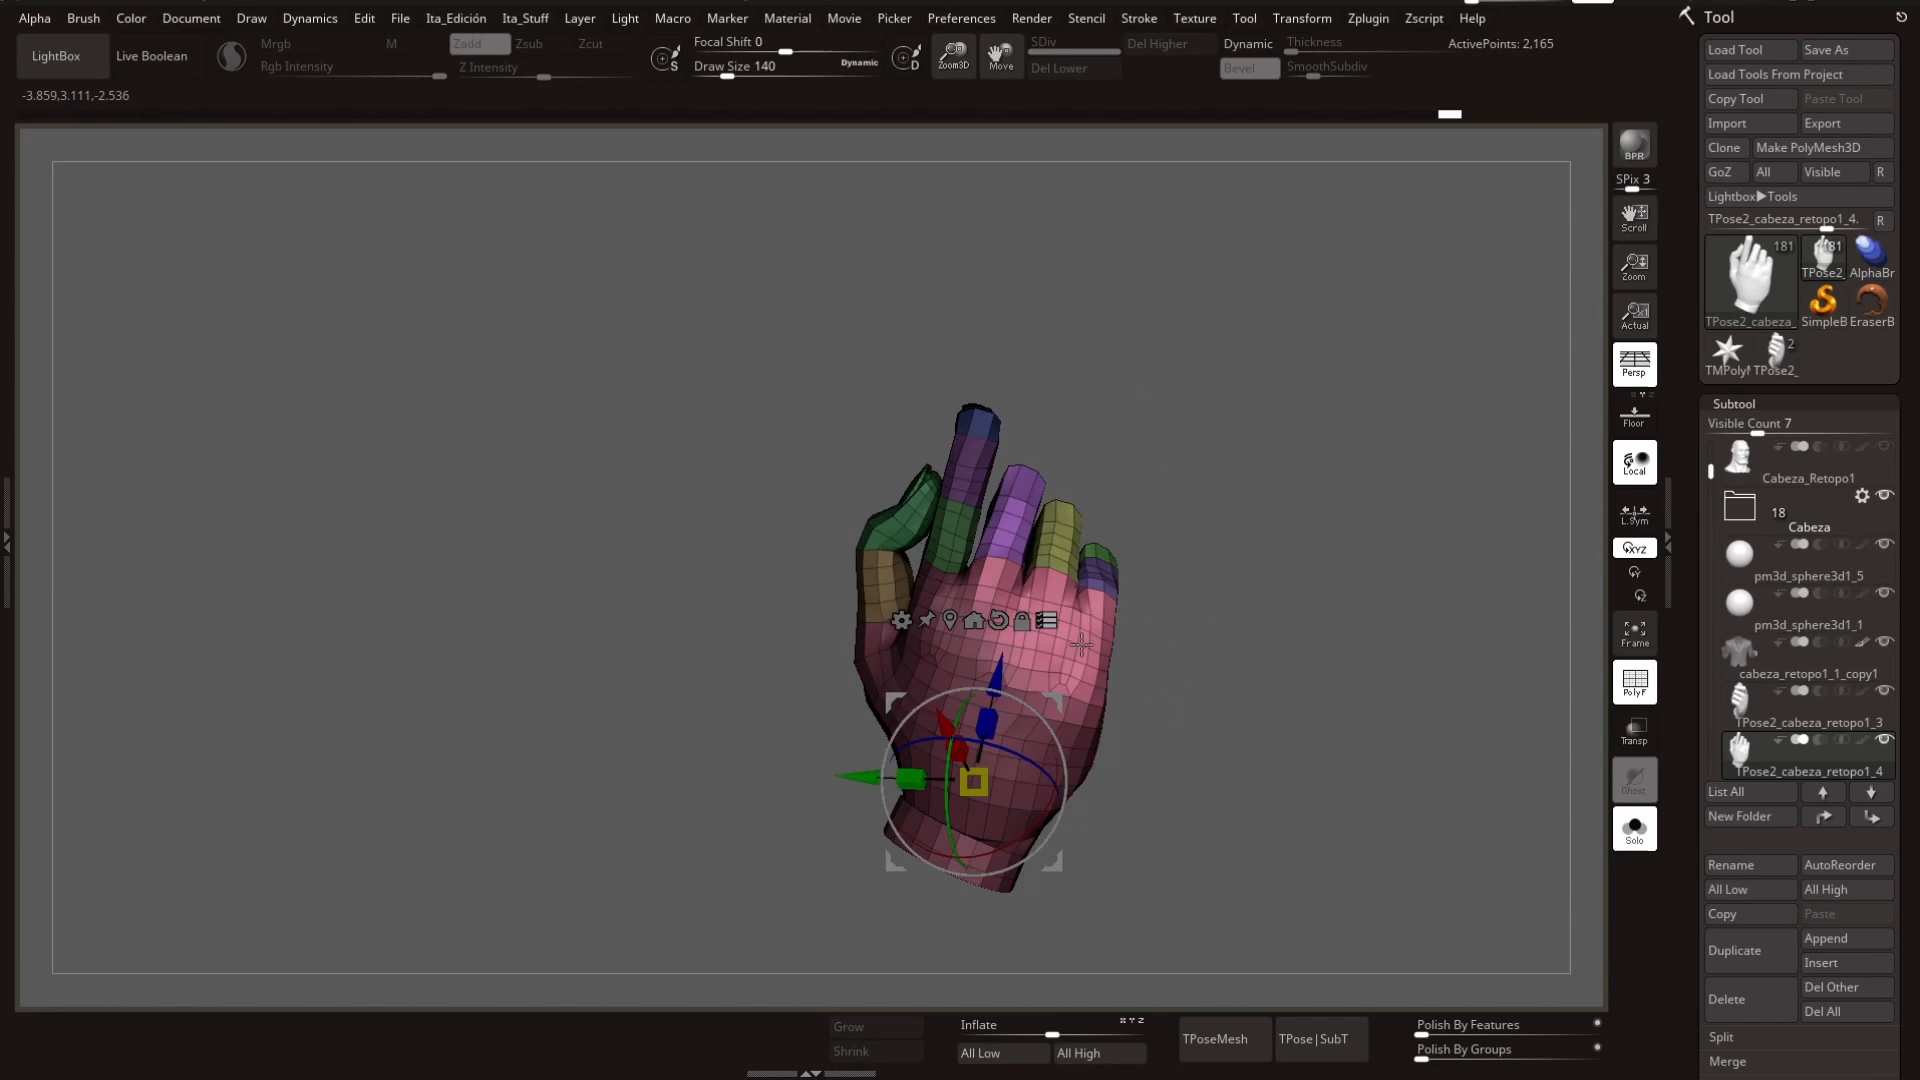 Alpha Brush Color Document Draw Dynamics Edit File Ita_Edición Ita_Stuff Layer Light Macro Marker Material Movie Picker Preferences Render Stencil Stroke Texture Tool Transform Zplugin Zscript Help
LightBox Live Boolean
Mrgb M
Rgb Intensity
Zadd Zsub Zcut
Z Intensity
S
Focal Shift 0
Draw Size 140 Dynamic
D
Zoom3D
Move
SDiv
Del Lower
Del Higher
Dynamic
Bevel
Thickness
SmoothSubdiv
ActivePoints: 2,165
-3.859,3.111,-2.536
BPR
SPix 3
Scroll
Zoom
Actual
Persp
Floor
Local
L.Sym
XYZ
Y
Z
Frame
PolyF
Transp
Ghost
Solo
Tool
Load Tool Save As
Load Tools From Project
Copy Tool Paste Tool
Import Export
Clone Make PolyMesh3D
GoZ All Visible R
Lightbox▶Tools
TPose2_cabeza_retopo1_4. R
181 181
TPose2_ AlphaBr
TPose2_cabeza_ SimpleB EraserB
2
TMPolyM TPose2_
Subtool
Visible Count 7
Cabeza_Retopo1
18
Cabeza
pm3d_sphere3d1_5
pm3d_sphere3d1_1
cabeza_retopo1_1_copy1
TPose2_cabeza_retopo1_3
TPose2_cabeza_retopo1_4
List All
New Folder
Rename AutoReorder
All Low All High
Copy Paste
Duplicate Append
Insert
Delete Del Other
Del All
Split
Merge
Grow
Shrink
Inflate X Y Z
All Low All High
TPoseMesh TPose|SubT
Polish By Features
Polish By Groups